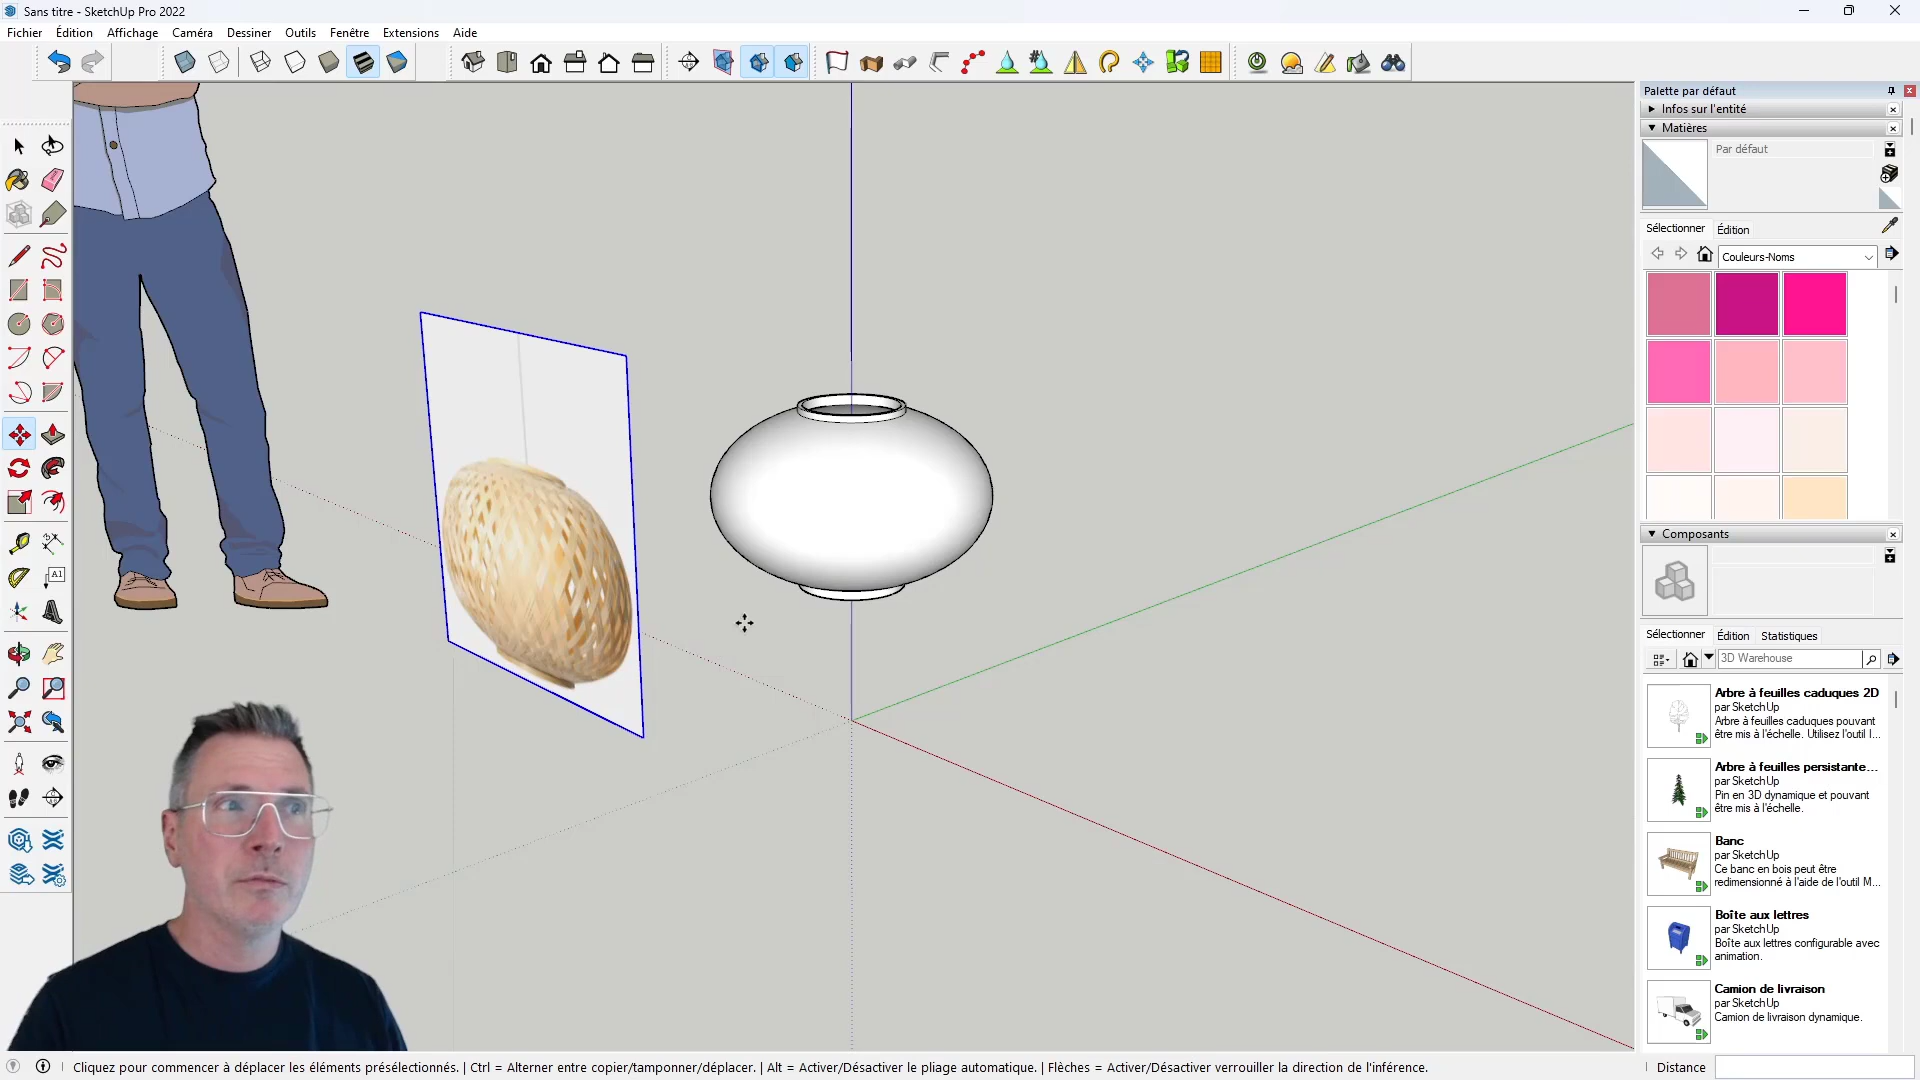 Sans titre - SketchUp Pro 2022
Fichier Édition Affichage Caméra Dessiner Outils Fenêtre Extensions Aide
Palette par défaut
Infos sur l'entité
Matières
Par défaut
Sélectionner Édition
Couleurs-Noms
Composants
Sélectionner Édition Statistiques
3D Warehouse
Arbre à feuilles caduques 2D
par SketchUp
Arbre à feuilles caduques pouvant
être mis à l'échelle. Utilisez l'outil l...
Arbre à feuilles persistante...
par SketchUp
Pin en 3D dynamique et pouvant
être mis à l'échelle.
Banc
par SketchUp
Ce banc en bois peut être
redimensionné à l'aide de l'outil M...
Boîte aux lettres
par SketchUp
Boîte aux lettres configurable avec
animation.
Camion de livraison
par SketchUp
Camion de livraison dynamique.
Cliquez pour commencer à déplacer les éléments présélectionnés. | Ctrl = Alterner entre copier/tamponner/déplacer. | Alt = Activer/Désactiver le pliage automatique. | Flèches = Activer/Désactiver verrouiller la direction de l'inférence.
Distance